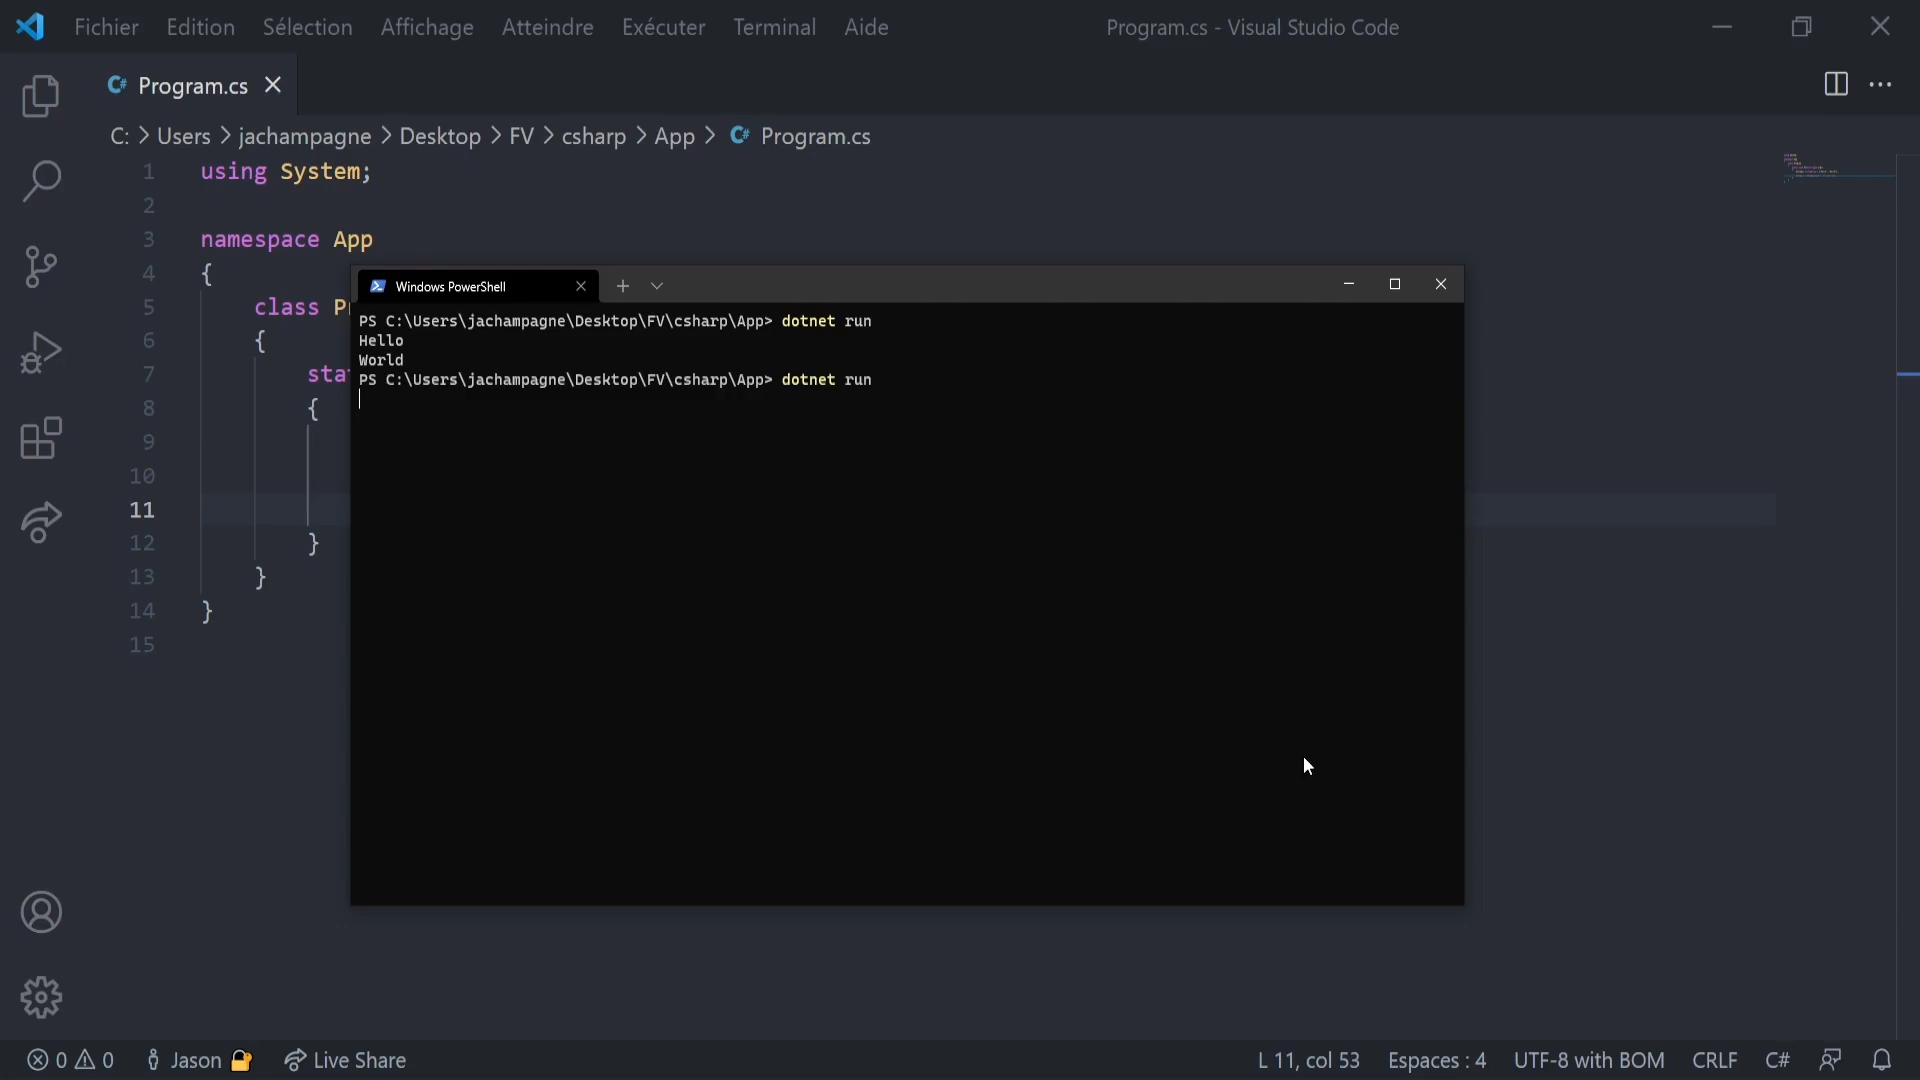 Fichier Edition Sélection Affichage Atteindre Exécuter Terminal Aide Program.cs - Visual Studio Code
C# Program.cs
C: > Users > jachampagne > Desktop > FV > csharp > App > C# Program.cs
1 using System;
2
3 namespace App
4 {
5 class P
6 {
7 sta
8 {
9
10
11
12 }
13 }
14 }
15
Windows PowerShell
PS C:\Users\jachampagne\Desktop\FV\csharp\App> dotnet run
Hello
World
PS C:\Users\jachampagne\Desktop\FV\csharp\App> dotnet run
0 0 Jason Live Share L 11, col 53 Espaces : 4 UTF-8 with BOM CRLF C#